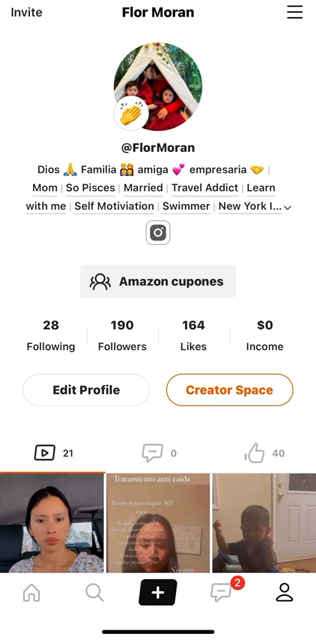 Invite
Flor Moran
@FlorMoran
Dios 🙏 Familia 👨‍👩‍👧‍👦 amiga 💕 empresaria 🤝 |
Mom | So Pisces | Married | Travel Addict | Learn
with me | Self Motiviation | Swimmer | New York I...
Amazon cupones
28 190 164 $0
Following Followers Likes Income
Edit Profile Creator Space
21 0 40
Tratamiento anti caida
2